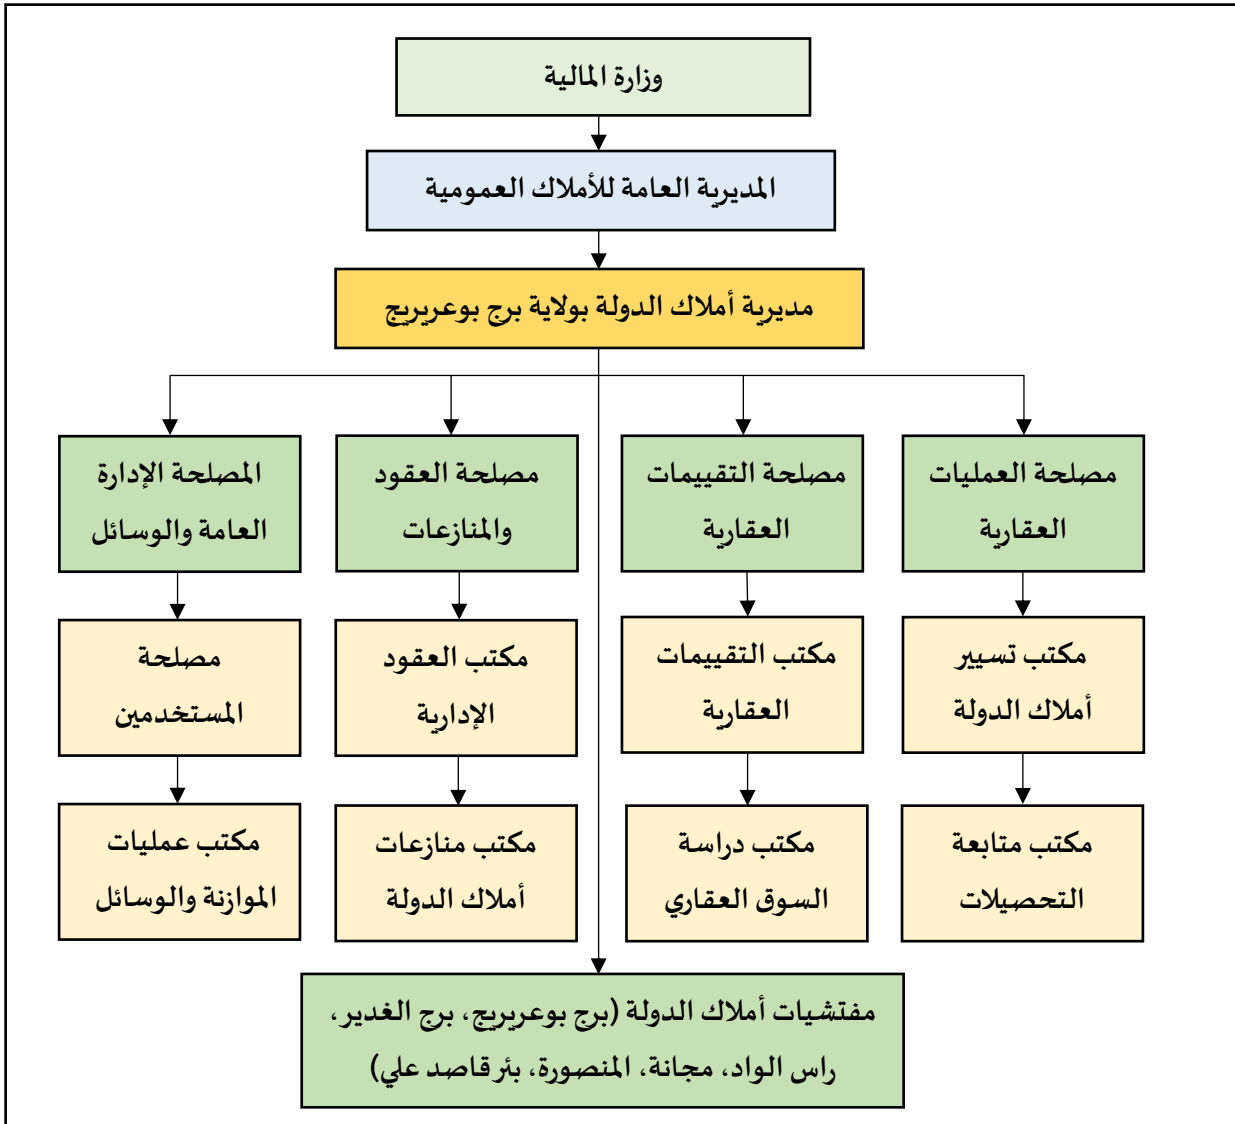 وزارة المالية
المديرية العامة للأملاك العمومية
مديرية أملاك الدولة بولاية برج بوعريريج
مصلحة العمليات
العقارية
مصلحة التقييمات
العقارية
مصلحة العقود
والمنازعات
المصلحة الإدارة
العامة والوسائل
مكتب تسيير
أملاك الدولة
مكتب التقييمات
العقارية
مكتب العقود
الإدارية
مصلحة
المستخدمين
مكتب متابعة
التحصيلات
مكتب دراسة
السوق العقاري
مكتب منازعات
أملاك الدولة
مكتب عمليات
الموازنة والوسائل
مفتشيات أملاك الدولة (برج بوعريريج، برج الغدير،
راس الواد، مجانة، المنصورة، بئر قاصد علي)